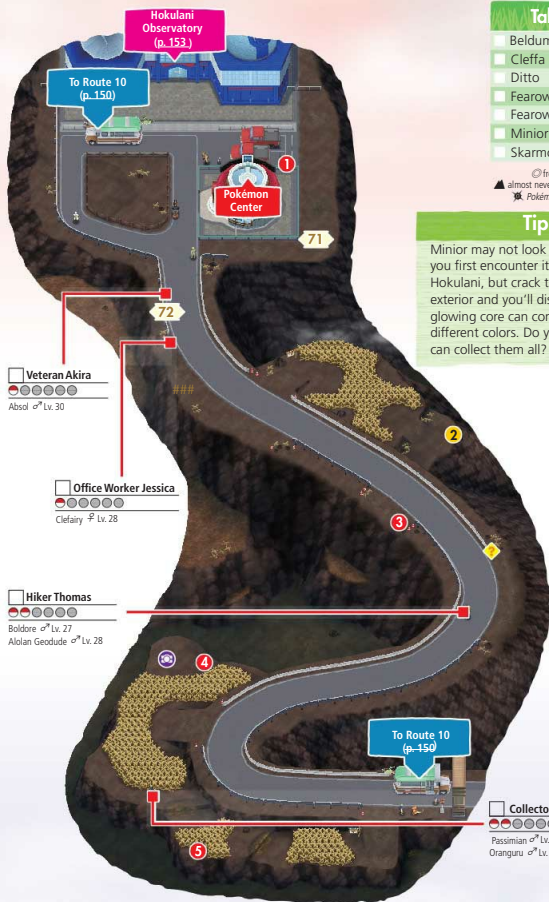 Hokulani
Observatory
(p. 153)
To Route 10
(p. 150)
Pokémon
Center
1
71
72
Veteran Akira
Absol ♂ Lv. 30
Office Worker Jessica
Clefairy ♀ Lv. 28
2
3
?
Hiker Thomas
Boldore ♂ Lv. 27
Alolan Geodude ♂ Lv. 28
4
To Route 10
(p. 150
5
Beldum
Cleffa
Ditto
Fearow
Fearow
Minior
Skarmo
almost neve
Pokém
Tip
Minior may not look
you first encounter it
Hokulani, but crack t
exterior and you'll dis
glowing core can con
different colors. Do y
can collect them all?
Collecto
Passimian ♂ Lv.
Oranguru ♂ Lv.